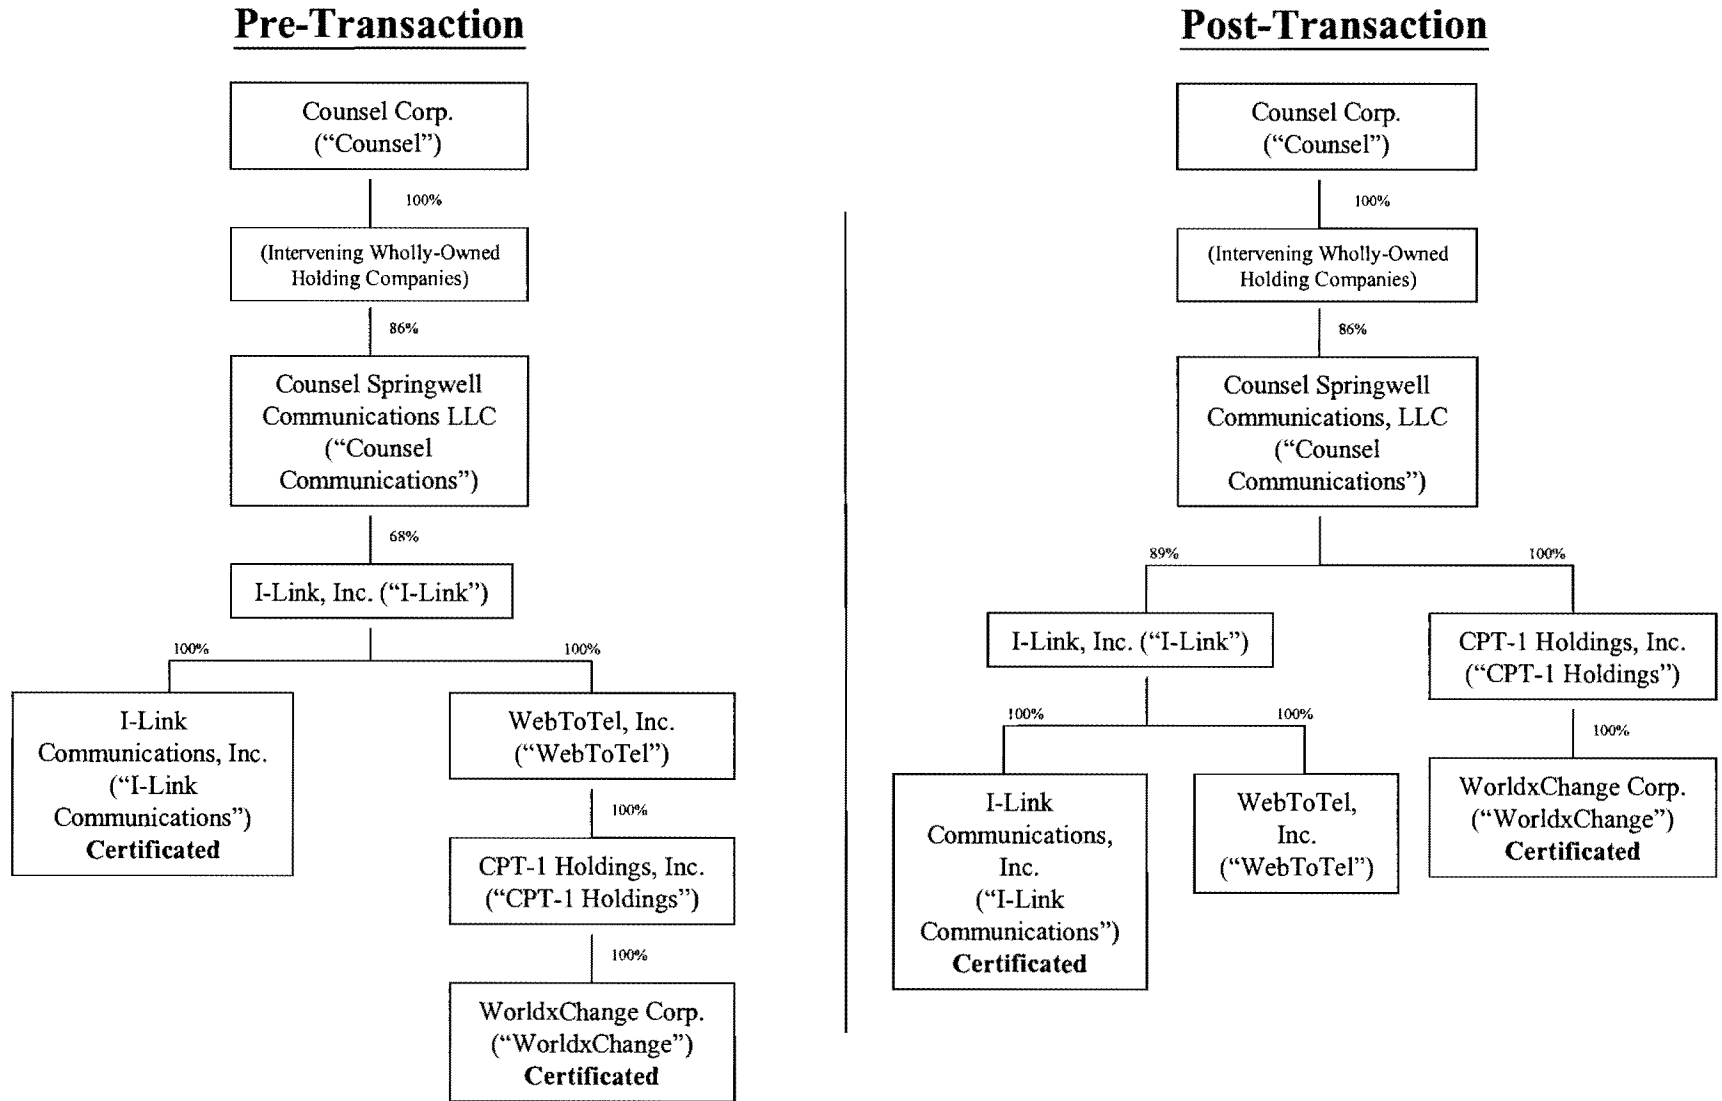 Pre-Transaction
Counsel Corp.
(“Counsel”)
100%
(Intervening Wholly-Owned
Holding Companies)
86%
Counsel Springwell
Communications LLC
(“Counsel
Communications”)
68%
I-Link, Inc. (“I-Link”)
100%
100%
I-Link
Communications, Inc.
(“I-Link
Communications”)
Certificated
WebToTel, Inc.
(“WebToTel”)
100%
CPT-1 Holdings, Inc.
(“CPT-1 Holdings”)
100%
WorldxChange Corp.
(“WorldxChange”)
Certificated
Post-Transaction
Counsel Corp.
(“Counsel”)
100%
(Intervening Wholly-Owned
Holding Companies)
86%
Counsel Springwell
Communications, LLC
(“Counsel
Communications”)
89%
100%
I-Link, Inc. (“I-Link”)
100%
100%
I-Link
Communications,
Inc.
(“I-Link
Communications”)
Certificated
WebToTel,
Inc.
(“WebToTel”)
CPT-1 Holdings, Inc.
(“CPT-1 Holdings”)
100%
WorldxChange Corp.
(“WorldxChange”)
Certificated